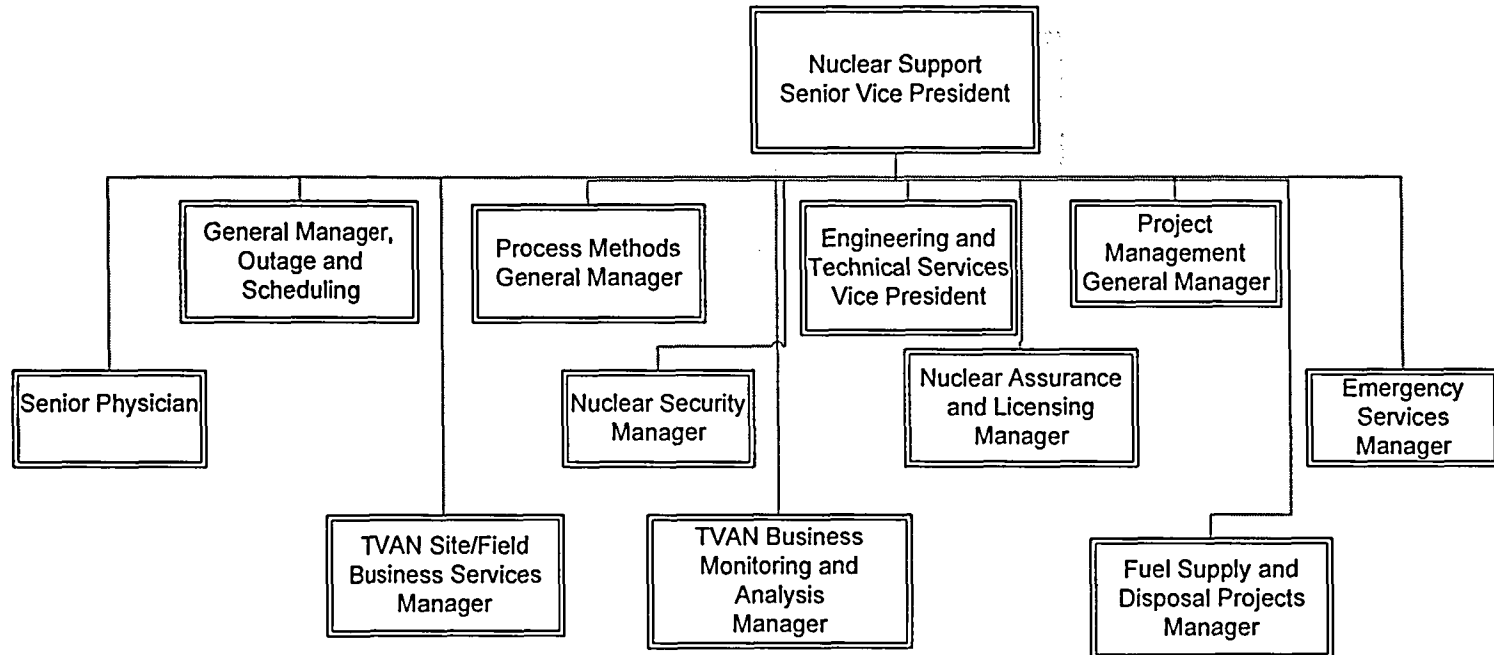 Nuclear Support
Senior Vice President
General Manager,
Outage and
Scheduling
Process Methods
General Manager
Engineering and
Technical Services
Vice President
Project
Management
General Manager
Senior Physician
Nuclear Security
Manager
Nuclear Assurance
and Licensing
Manager
Emergency
Services
Manager
TVAN Site/Field
Business Services
Manager
TVAN Business
Monitoring and
Analysis
Manager
Fuel Supply and
Disposal Projects
Manager